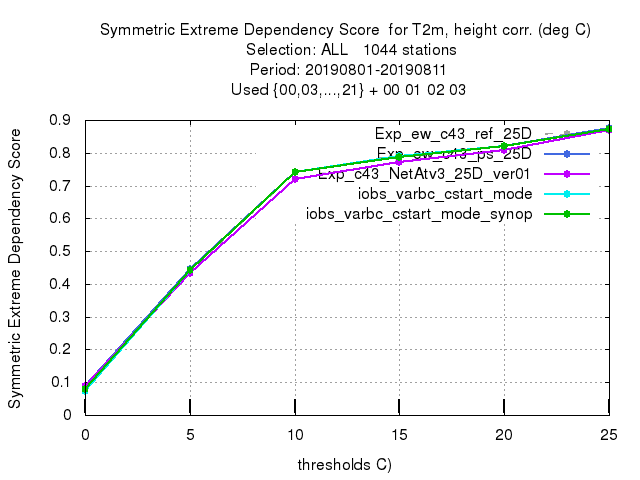 Symmetric Extreme Dependency Score for T2m, height corr. (deg C)
Selection: ALL 1044 stations
Period: 20190801-20190811
Used {00,03,...,21} + 00 01 02 03
Symmetric Extreme Dependency Score
0.9
0.8
0.7
0.6
0.5
0.4
0.3
0.2
0.1
0
Exp_ew_c43_ref_25D
Exp_ew_c43_ps_25D
Exp_c43_NetAtv3_25D_ver01
iobs_varbc_cstart_mode
iobs_varbc_cstart_mode_synop
0 5 10 15 20 25
thresholds C)